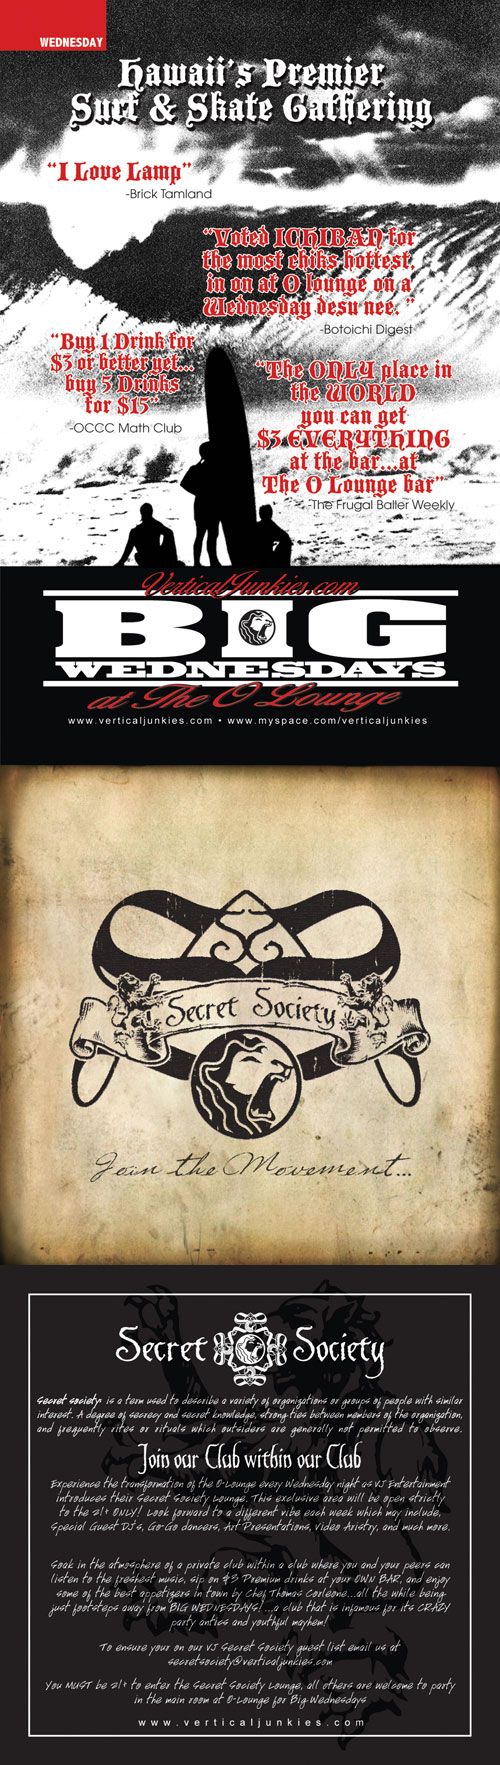 WEDNESDAY
Hawaii's Premier
Surf & Skate Gathering
"I Love Lamp"
-Brick Tamland
"Voted ICHIBAN for
the most chiks hottest,
in on at O lounge on a
Wednesday desu nee. "
-Botoichi Digest
"Buy 1 Drink for
$3 or better yet...
buy 5 Drinks
for $15"
-OCCC Math Club
"The ONLY place in
the WORLD
you can get
$3 EVERYTHING
at the bar...at
The O Lounge bar"
-The Frugal Baller Weekly
VerticalJunkies.com
BIG
WEDNESDAYS
at The O Lounge
www.verticaljunkies.com • www.myspace.com/verticaljunkies
Secret Society
Join the Movement...
Secret Society
Secret society: is a term used to describe a variety of organizations or groups of people with similar
interest. A degree of secrecy and secret knowledge, strong ties between members of the organization,
and frequently rites or rituals which outsiders are generally not permitted to observe.
Join our Club within our Club
Experience the transformation of the O-Lounge every Wednesday night as VJ Entertainment
introduces their Secret Society Lounge. This exclusive area will be open strictly
to the 21+ ONLY! Look forward to a different vibe each week which may include,
Special Guest DJ's, Go-Go dancers, Art Presentations, Video Artistry, and much more.
Soak in the atmosphere of a private club within a club where you and your peers can
listen to the freshest music, sip on $3 Premium drinks at your OWN BAR, and enjoy
some of the best appetizers in town by Chef Thomas Corleone...all the while being
just footsteps away from BIG WEDNESDAYS! ...a club that is infamous for its CRAZY
party antics and youthful mayhem!
To ensure your on our VJ Secret Society guest list email us at
secretsociety@verticaljunkies.com
You MUST be 21+ to enter the Secret Society Lounge, all others are welcome to party
in the main room at O-Lounge for Big Wednesdays
www.verticaljunkies.com